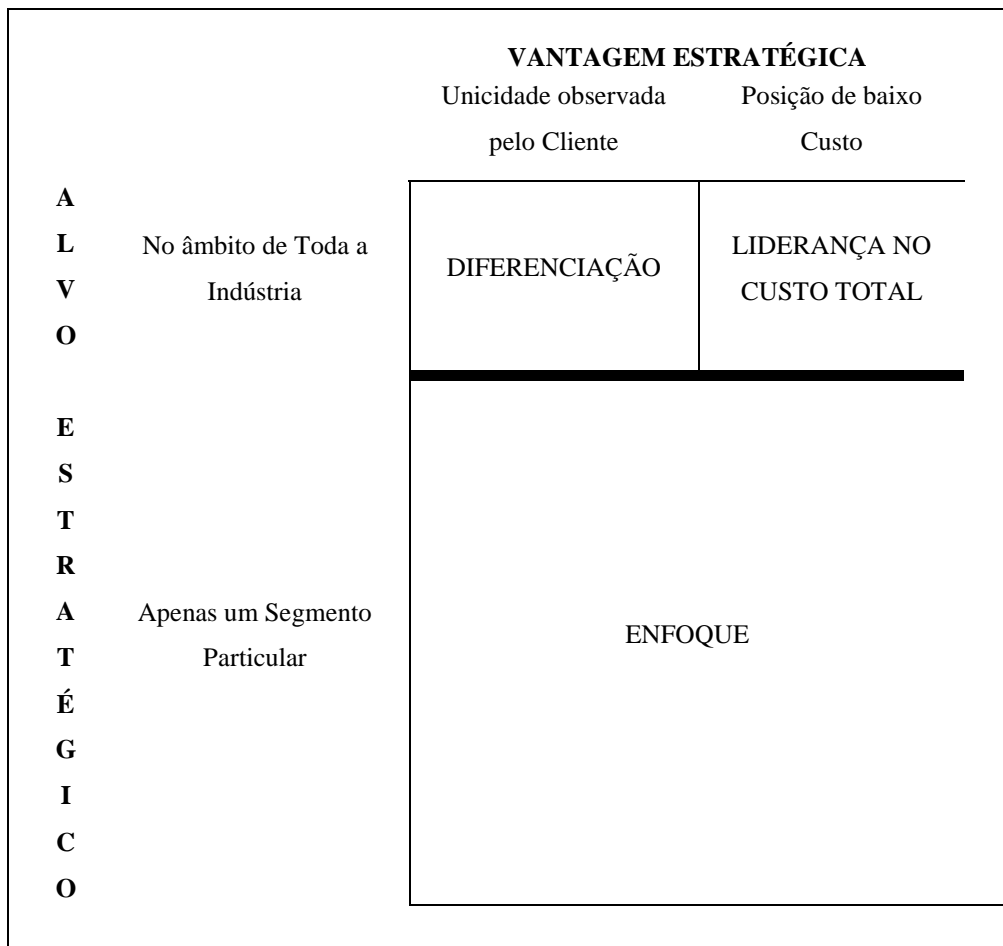 VANTAGEM ESTRATÉGICA
Unicidade observada
pelo Cliente
Posição de baixo
Custo
A
L
V
O
E
S
T
R
A
T
É
G
I
C
O
No âmbito de Toda a
Indústria
DIFERENCIAÇÃO
LIDERANÇA NO
CUSTO TOTAL
Apenas um Segmento
Particular
ENFOQUE